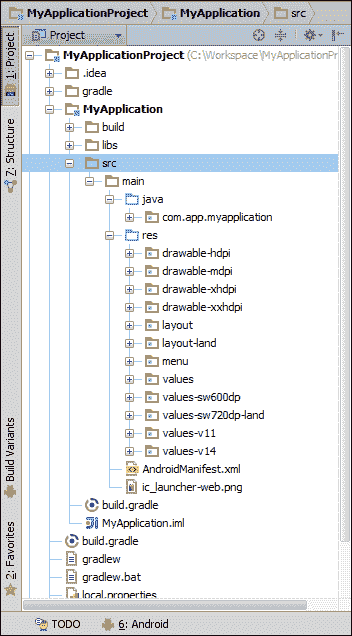 MyApplicationProject MyApplication src
1: Project
Project
MyApplicationProject (C:\Workspace\MyApplicationPr
.idea
gradle
MyApplication
build
libs
src
main
java
com.app.myapplication
res
drawable-hdpi
drawable-mdpi
drawable-xhdpi
drawable-xxhdpi
layout
layout-land
menu
values
values-sw600dp
values-sw720dp-land
values-v11
values-v14
AndroidManifest.xml
ic_launcher-web.png
build.gradle
MyApplication.iml
build.gradle
gradlew
gradlew.bat
local.properties
Z: Structure
Build Variants
2: Favorites
TODO 6: Android